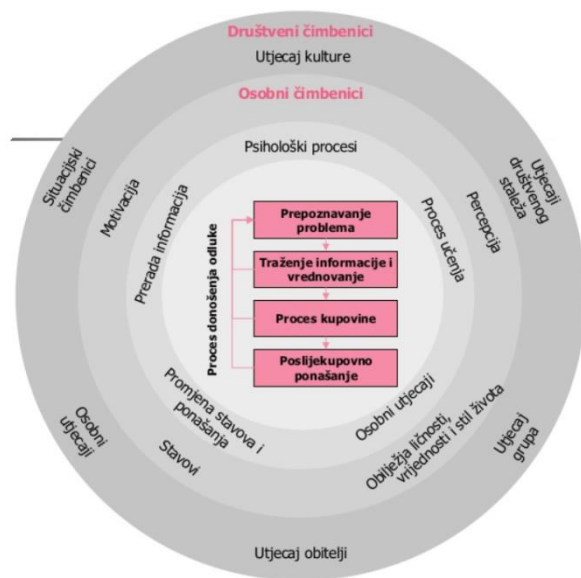 Društveni čimbenici
Utjecaj kulture
Osobni čimbenici
Psihološki procesi
Situacijski
čimbenici
Motivacija
Prerada informacija
Proces učenja
Percepcija
Utjecaji
društvenog
staleža
Proces donošenja odluke
Prepoznavanje
problema
Traženje informacije i
vrednovanje
Proces kupovine
Poslijekupovno
ponašanje
Promjena stavova i
ponašanja
Osobni utjecaji
Osobni
utjecaji
Stavovi
Obilježja ličnosti,
vrijednosti i stil života
Utjecaj
grupa
Utjecaj obitelji